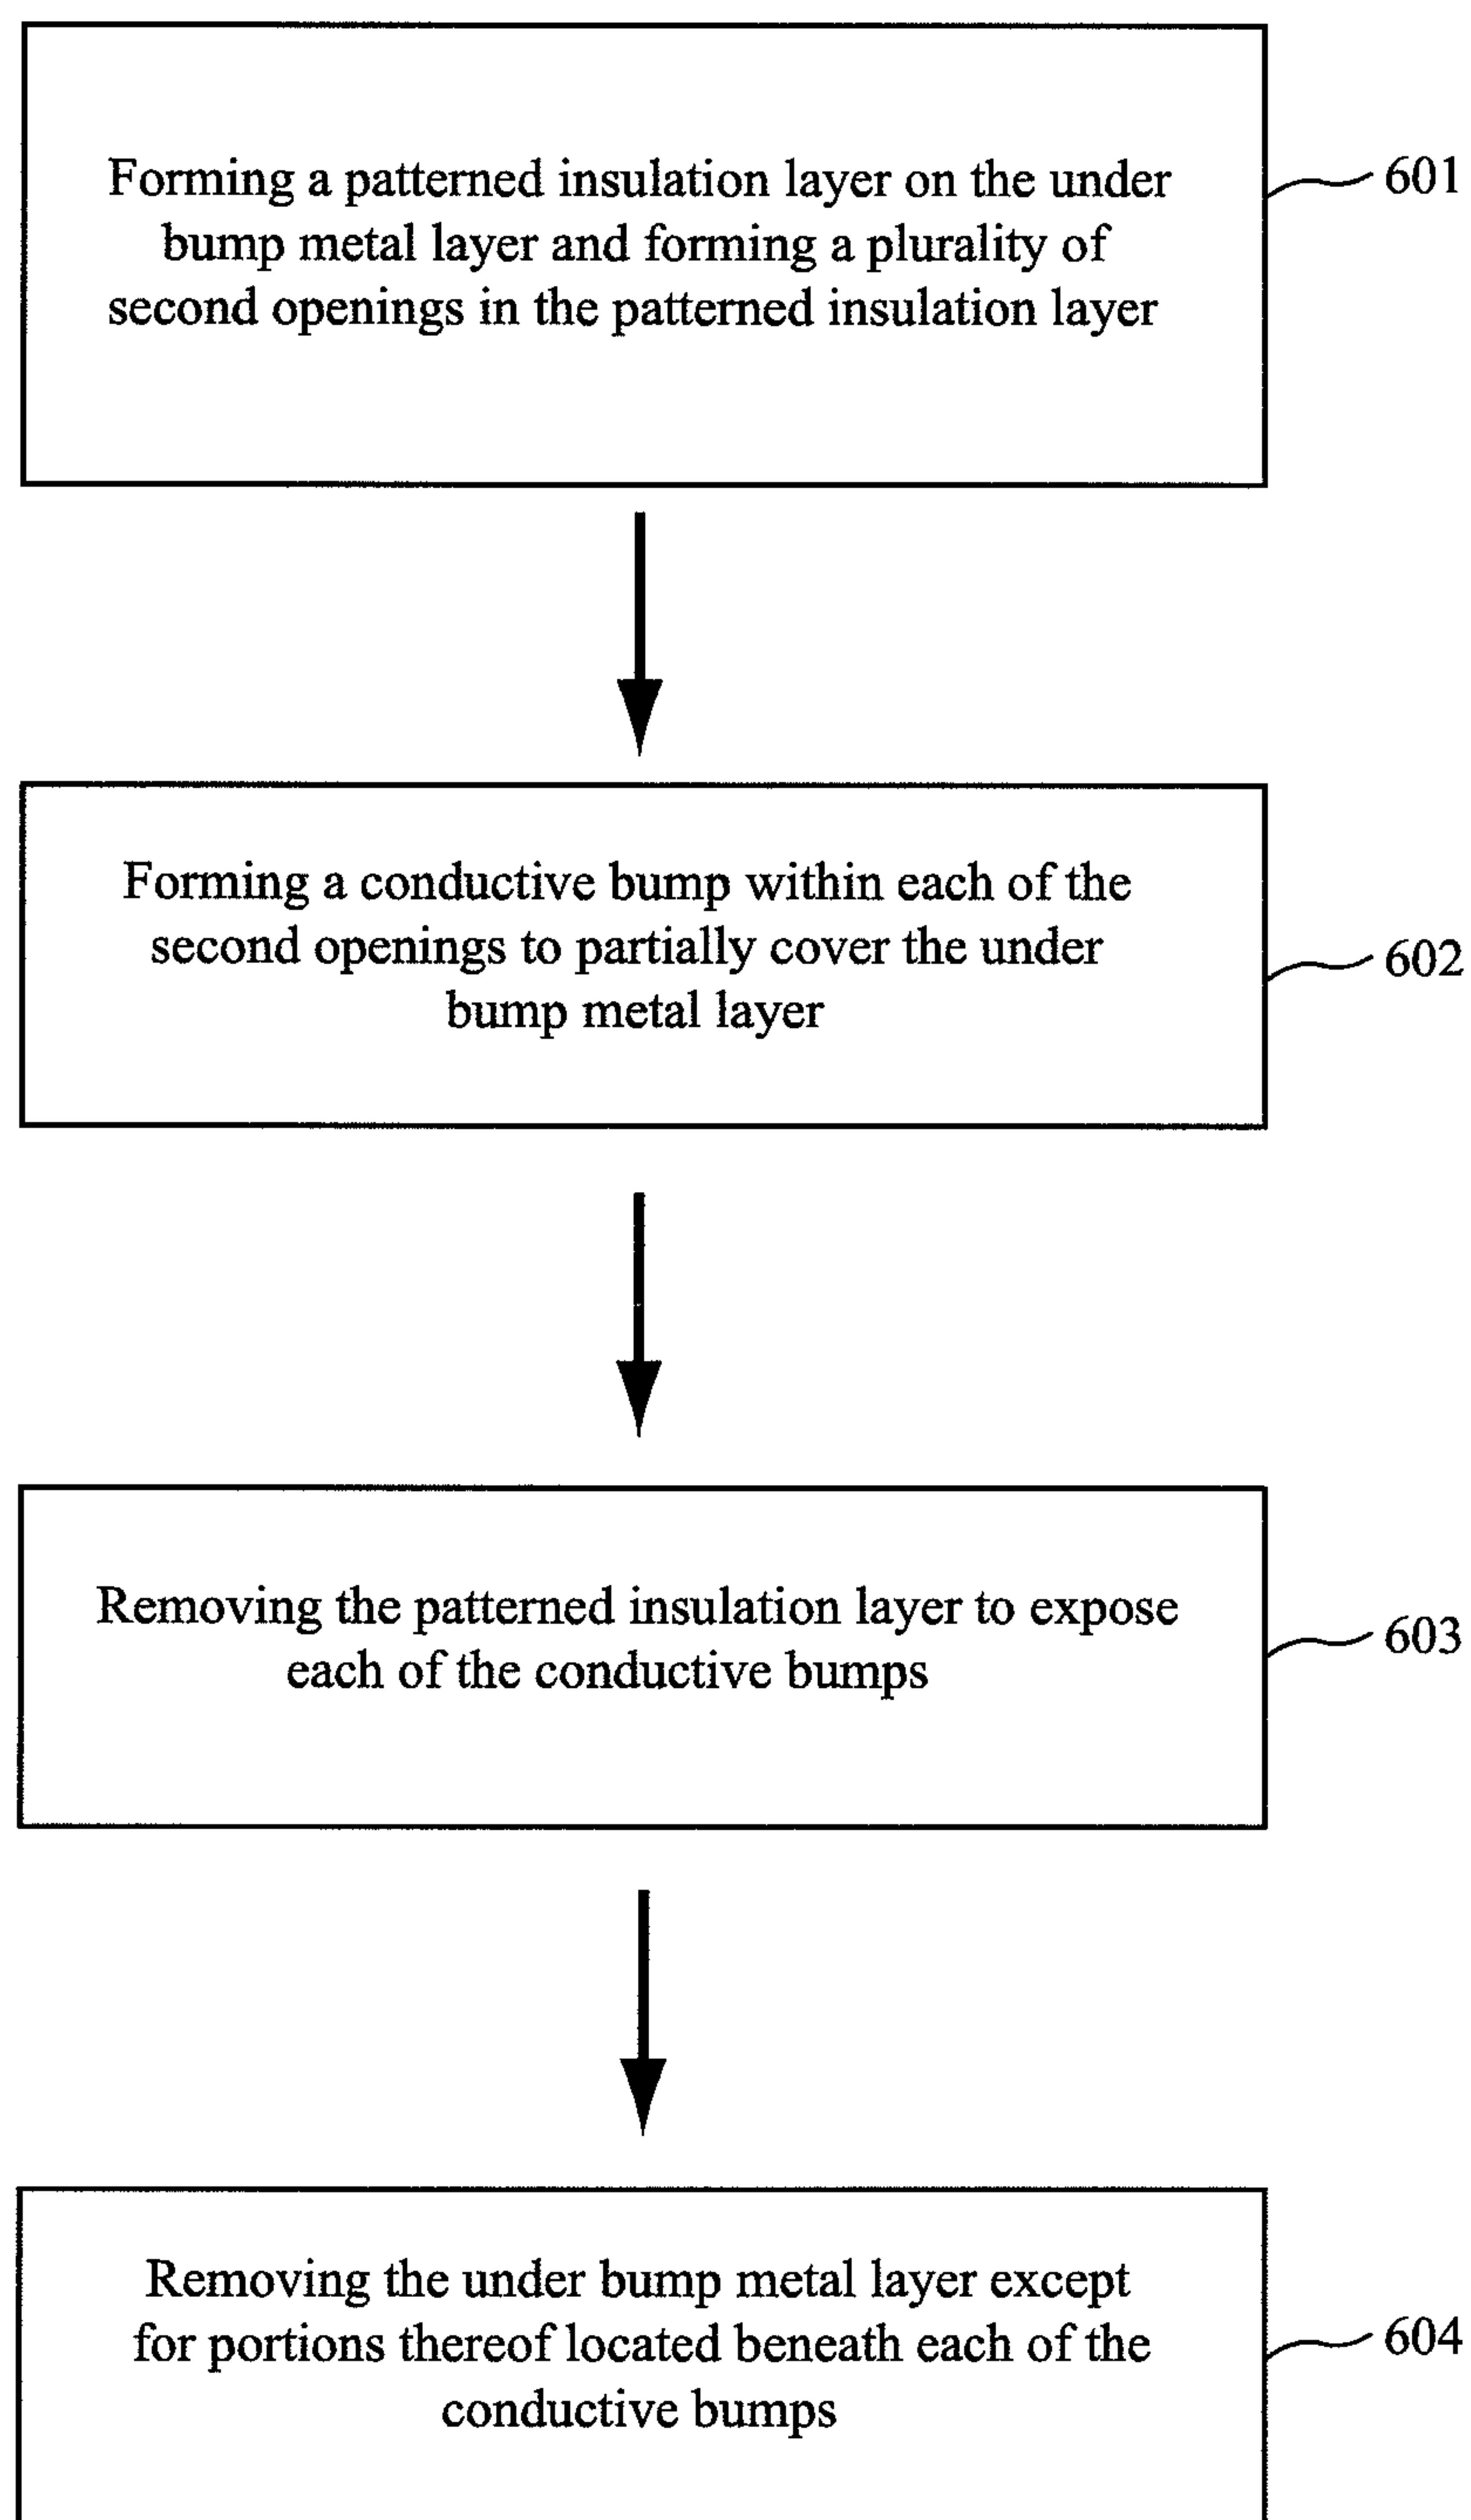 Forming a patterned insulation layer on the under
bump metal layer and forming a plurality of
second openings in the patterned insulation layer
601
Forming a conductive bump within each of the
second openings to partially cover the under
bump metal layer
602
Removing the patterned insulation layer to expose
each of the conductive bumps
603
Removing the under bump metal layer except
for portions thereof located beneath each of the
conductive bumps
604